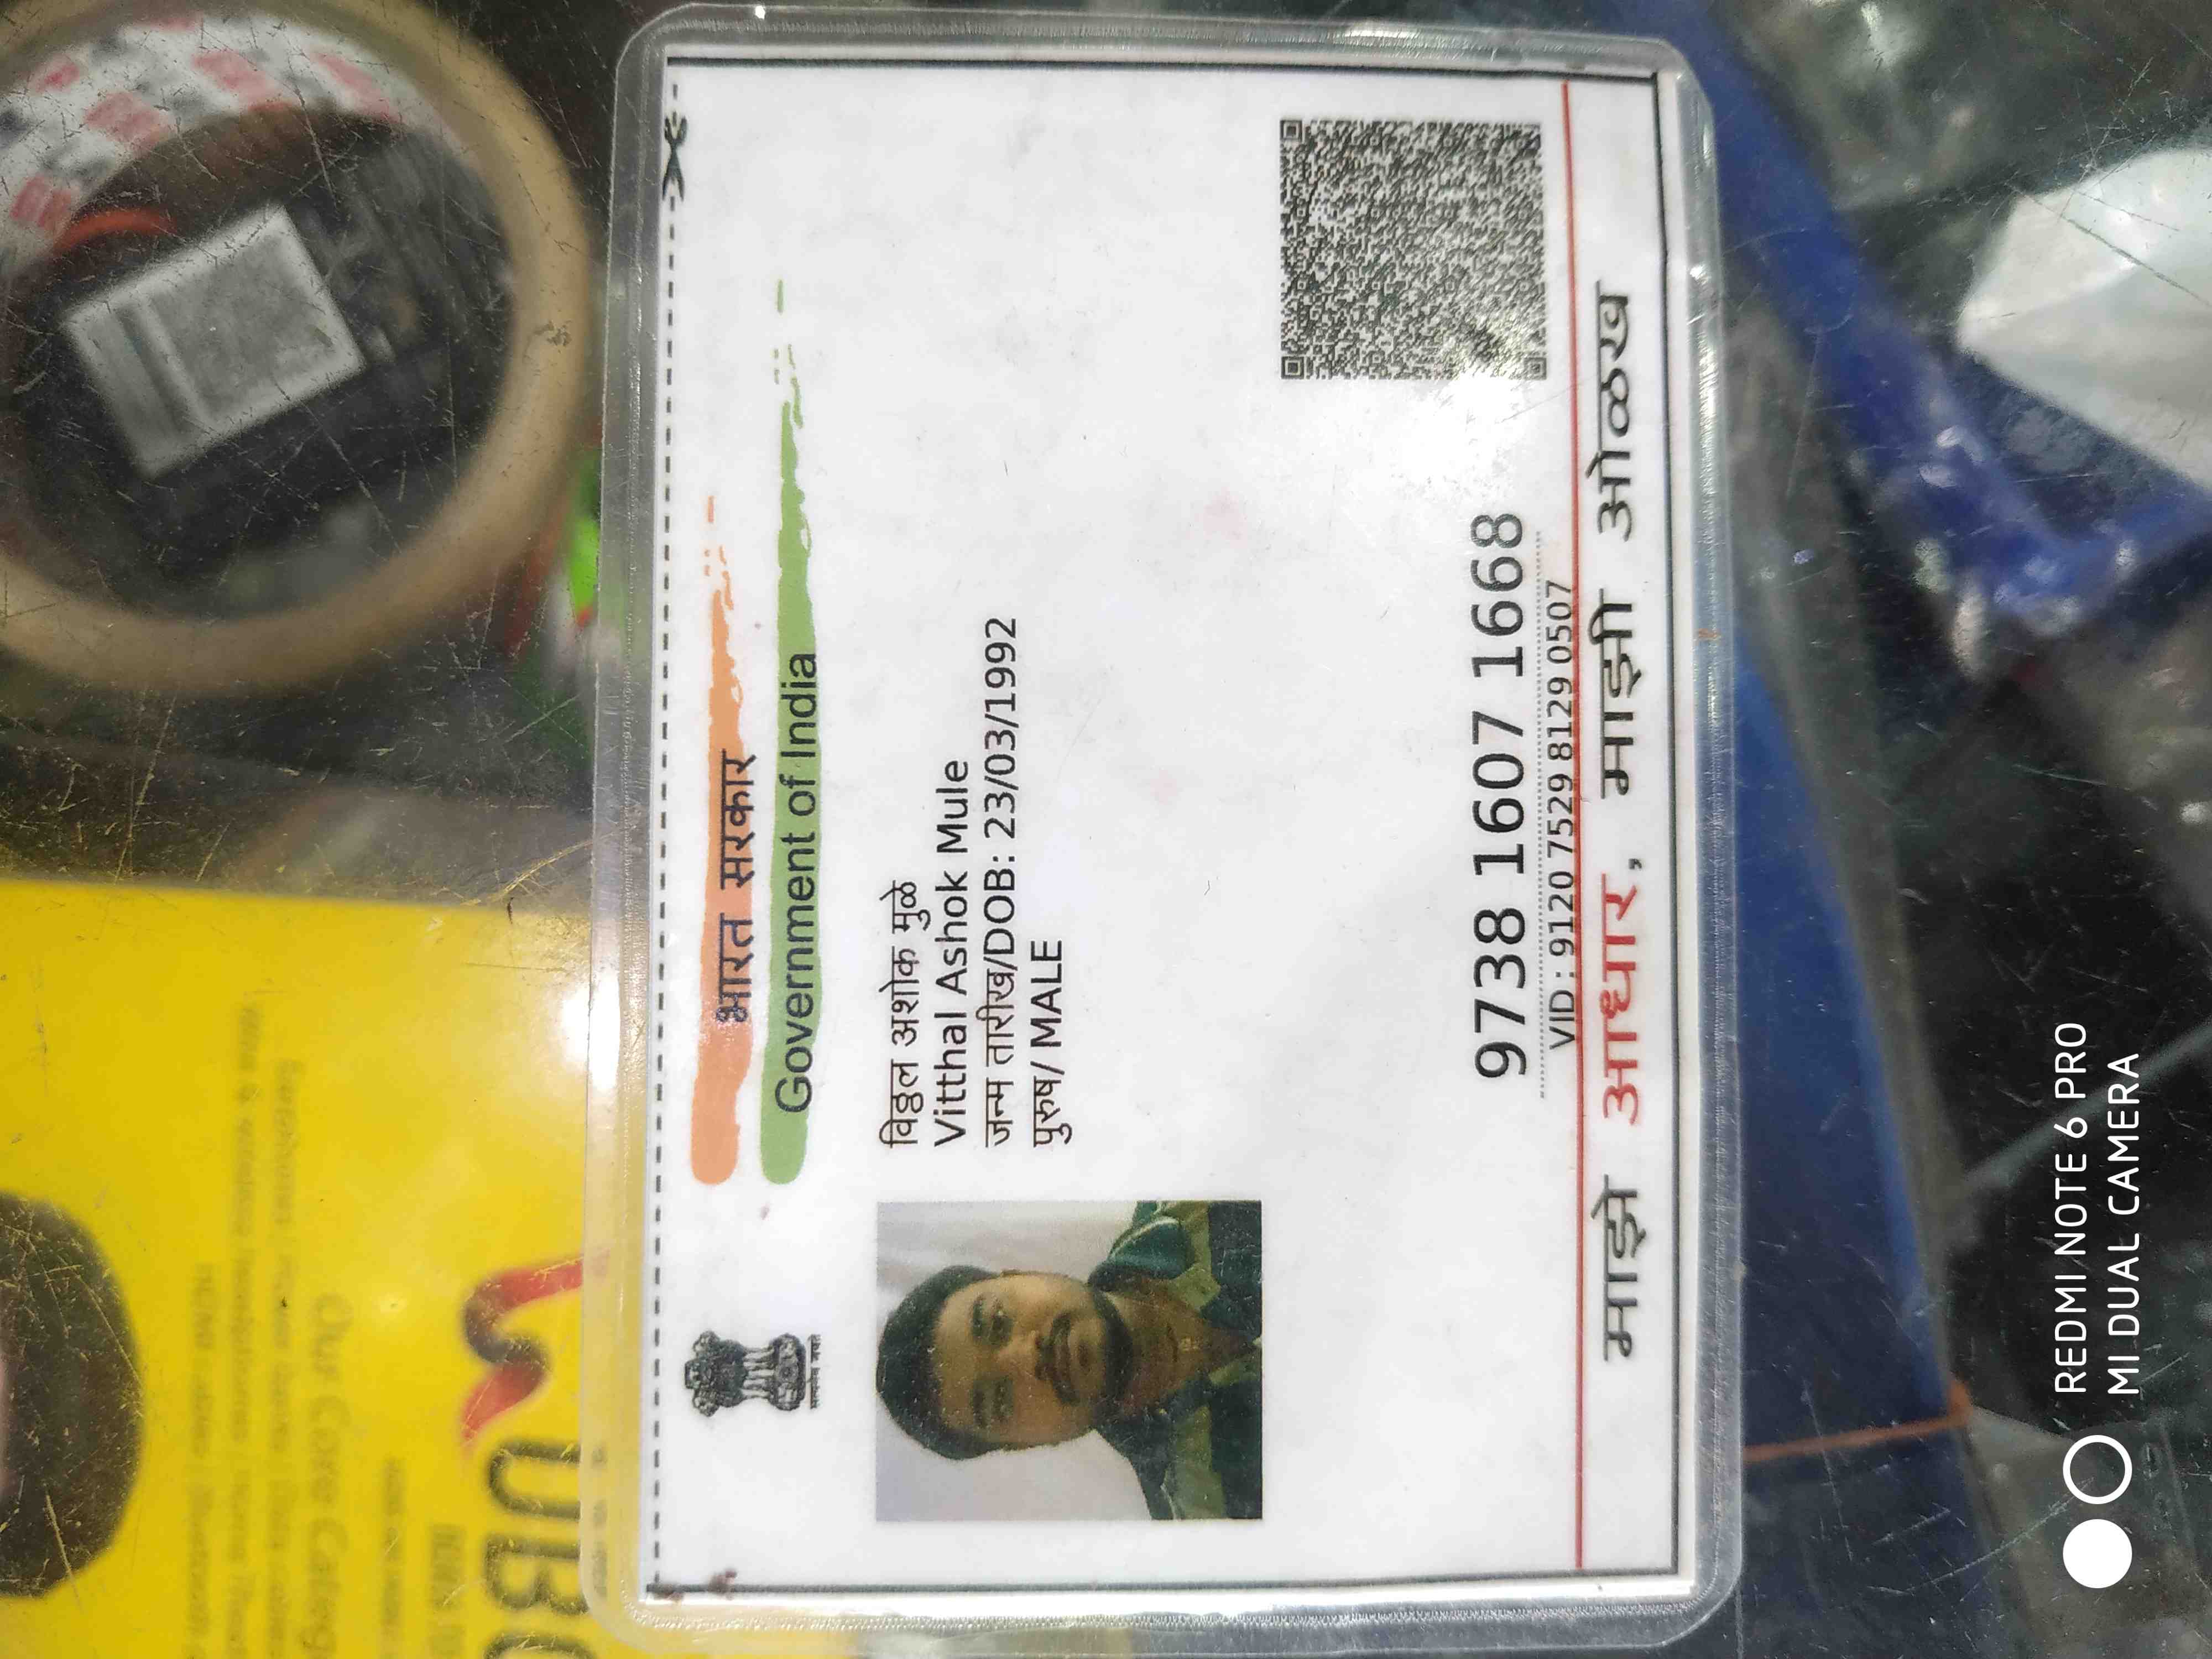 भारत सरकार
Government of India
विठ्ठल अशोक मुळे
Vitthal Ashok Mule
जन्म तारीख/DOB: 23/03/1992
पुरुष/ MALE
9738 1607 1668
VID : 9120 7529 8129 0507
माझे आधार, माझी ओळख
Our Core Categ
REDMI NOTE 6 PRO
MI DUAL CAMERA